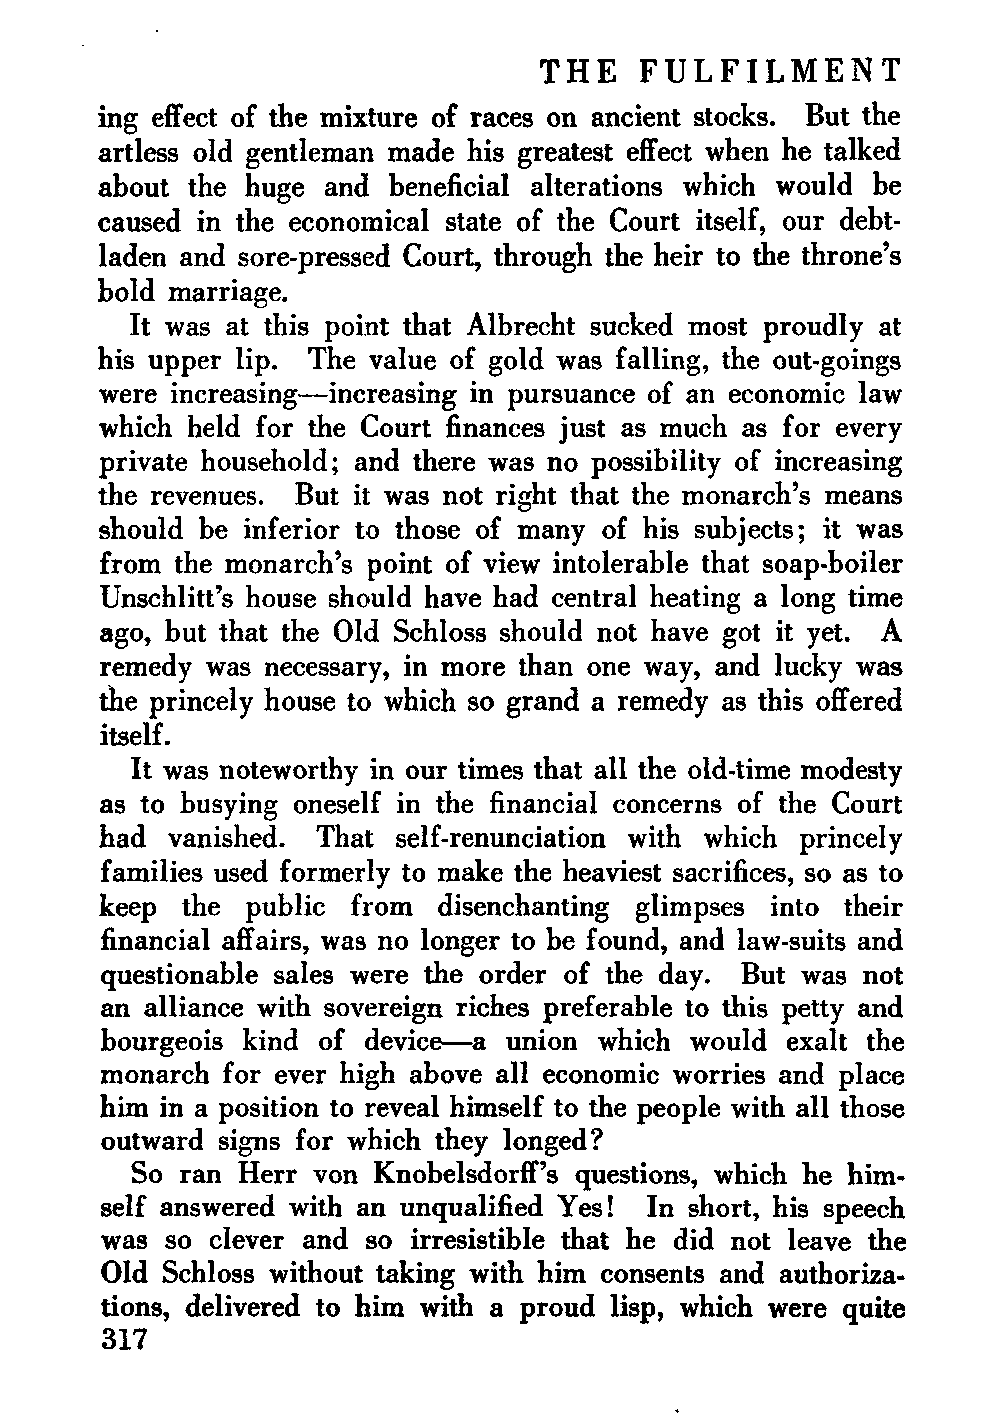 THE FULFILMENT
ing effect of the mixture of races on ancient stocks. But the
artless old gentleman made his greatest effect when he talked
about the huge and beneficial alterations which would be
caused in the economical state of the Court itself, our debt-
laden and sore-pressed Court, through the heir to the throne's
bold marriage.
It was at this point that Albrecht sucked most proudly at
his upper lip. The value of gold was falling, the out-goings
were increasing—increasing in pursuance of an economic law
which held for the Court finances just as much as for every
private household; and there was no possibility of increasing
the revenues. But it was not right that the monarch's means
should be inferior to those of many of his subjects; it was
from the monarch's point of view intolerable that soap-boiler
Unschlitt's house should have had central heating a long time
ago, but that the Old Schloss should not have got it yet. A
remedy was necessary, in more than one way, and lucky was
the princely house to which so grand a remedy as this offered
itself.
It was noteworthy in our times that all the old-time modesty
as to busying oneself in the financial concerns of the Court
had vanished. That self-renunciation with which princely
families used formerly to make the heaviest sacrifices, so as to
keep the public from disenchanting glimpses into their
financial affairs, was no longer to be found, and law-suits and
questionable sales were the order of the day. But was not
an alliance with sovereign riches preferable to this petty and
bourgeois kind of device—a union which would exalt the
monarch for ever high above all economic worries and place
him in a position to reveal himself to the people with all those
outward signs for which they longed?
So ran Herr von Knobelsdorff's questions, which he him-
self answered with an unqualified Yes! In short, his speech
was so clever and so irresistible that he did not leave the
Old Schloss without taking with him consents and authoriza-
tions, delivered to him with a proud lisp, which were quite
317